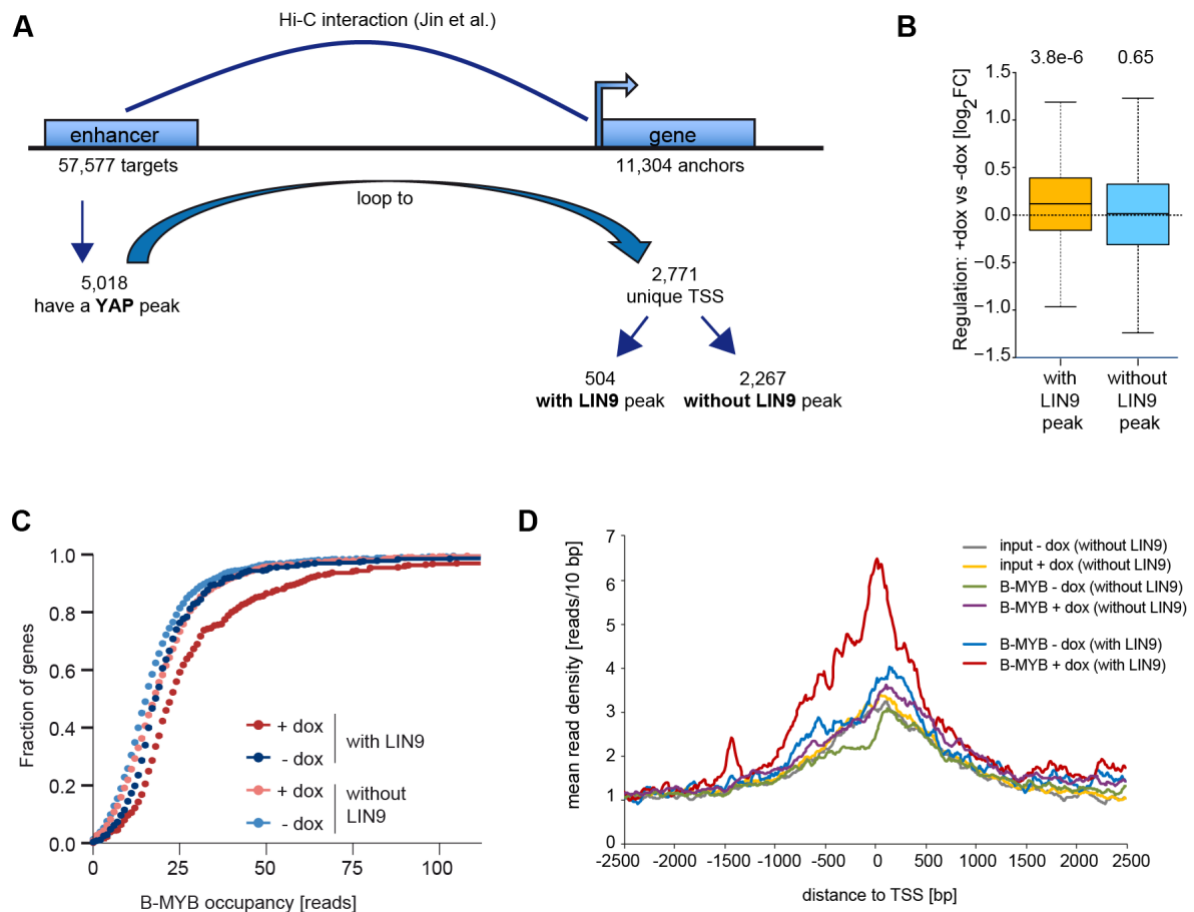 A
Hi-C interaction (Jin et al.)
enhancer
gene
57,577 targets
11,304 anchors
loop to
5,018
have a YAP peak
2,771
unique TSS
504
with LIN9 peak
2,267
without LIN9 peak
B
3.8e-6
0.65
Regulation: +dox vs -dox [log2FC]
1.5
1.0
0.5
0.0
−0.5
−1.0
−1.5
with
LIN9
peak
without
LIN9
peak
C
Fraction of genes
1.0
0.8
0.6
0.4
0.2
0.0
+ dox
- dox
with LIN9
+ dox
- dox
without
LIN9
0
25
50
75
100
B-MYB occupancy [reads]
D
mean read density [reads/10 bp]
7
6
5
4
3
2
1
0
input - dox (without LIN9)
input + dox (without LIN9)
B-MYB - dox (without LIN9)
B-MYB + dox (without LIN9)
B-MYB - dox (with LIN9)
B-MYB + dox (with LIN9)
-2500
-2000
-1500
-1000
-500
0
500
1000
1500
2000
2500
distance to TSS [bp]